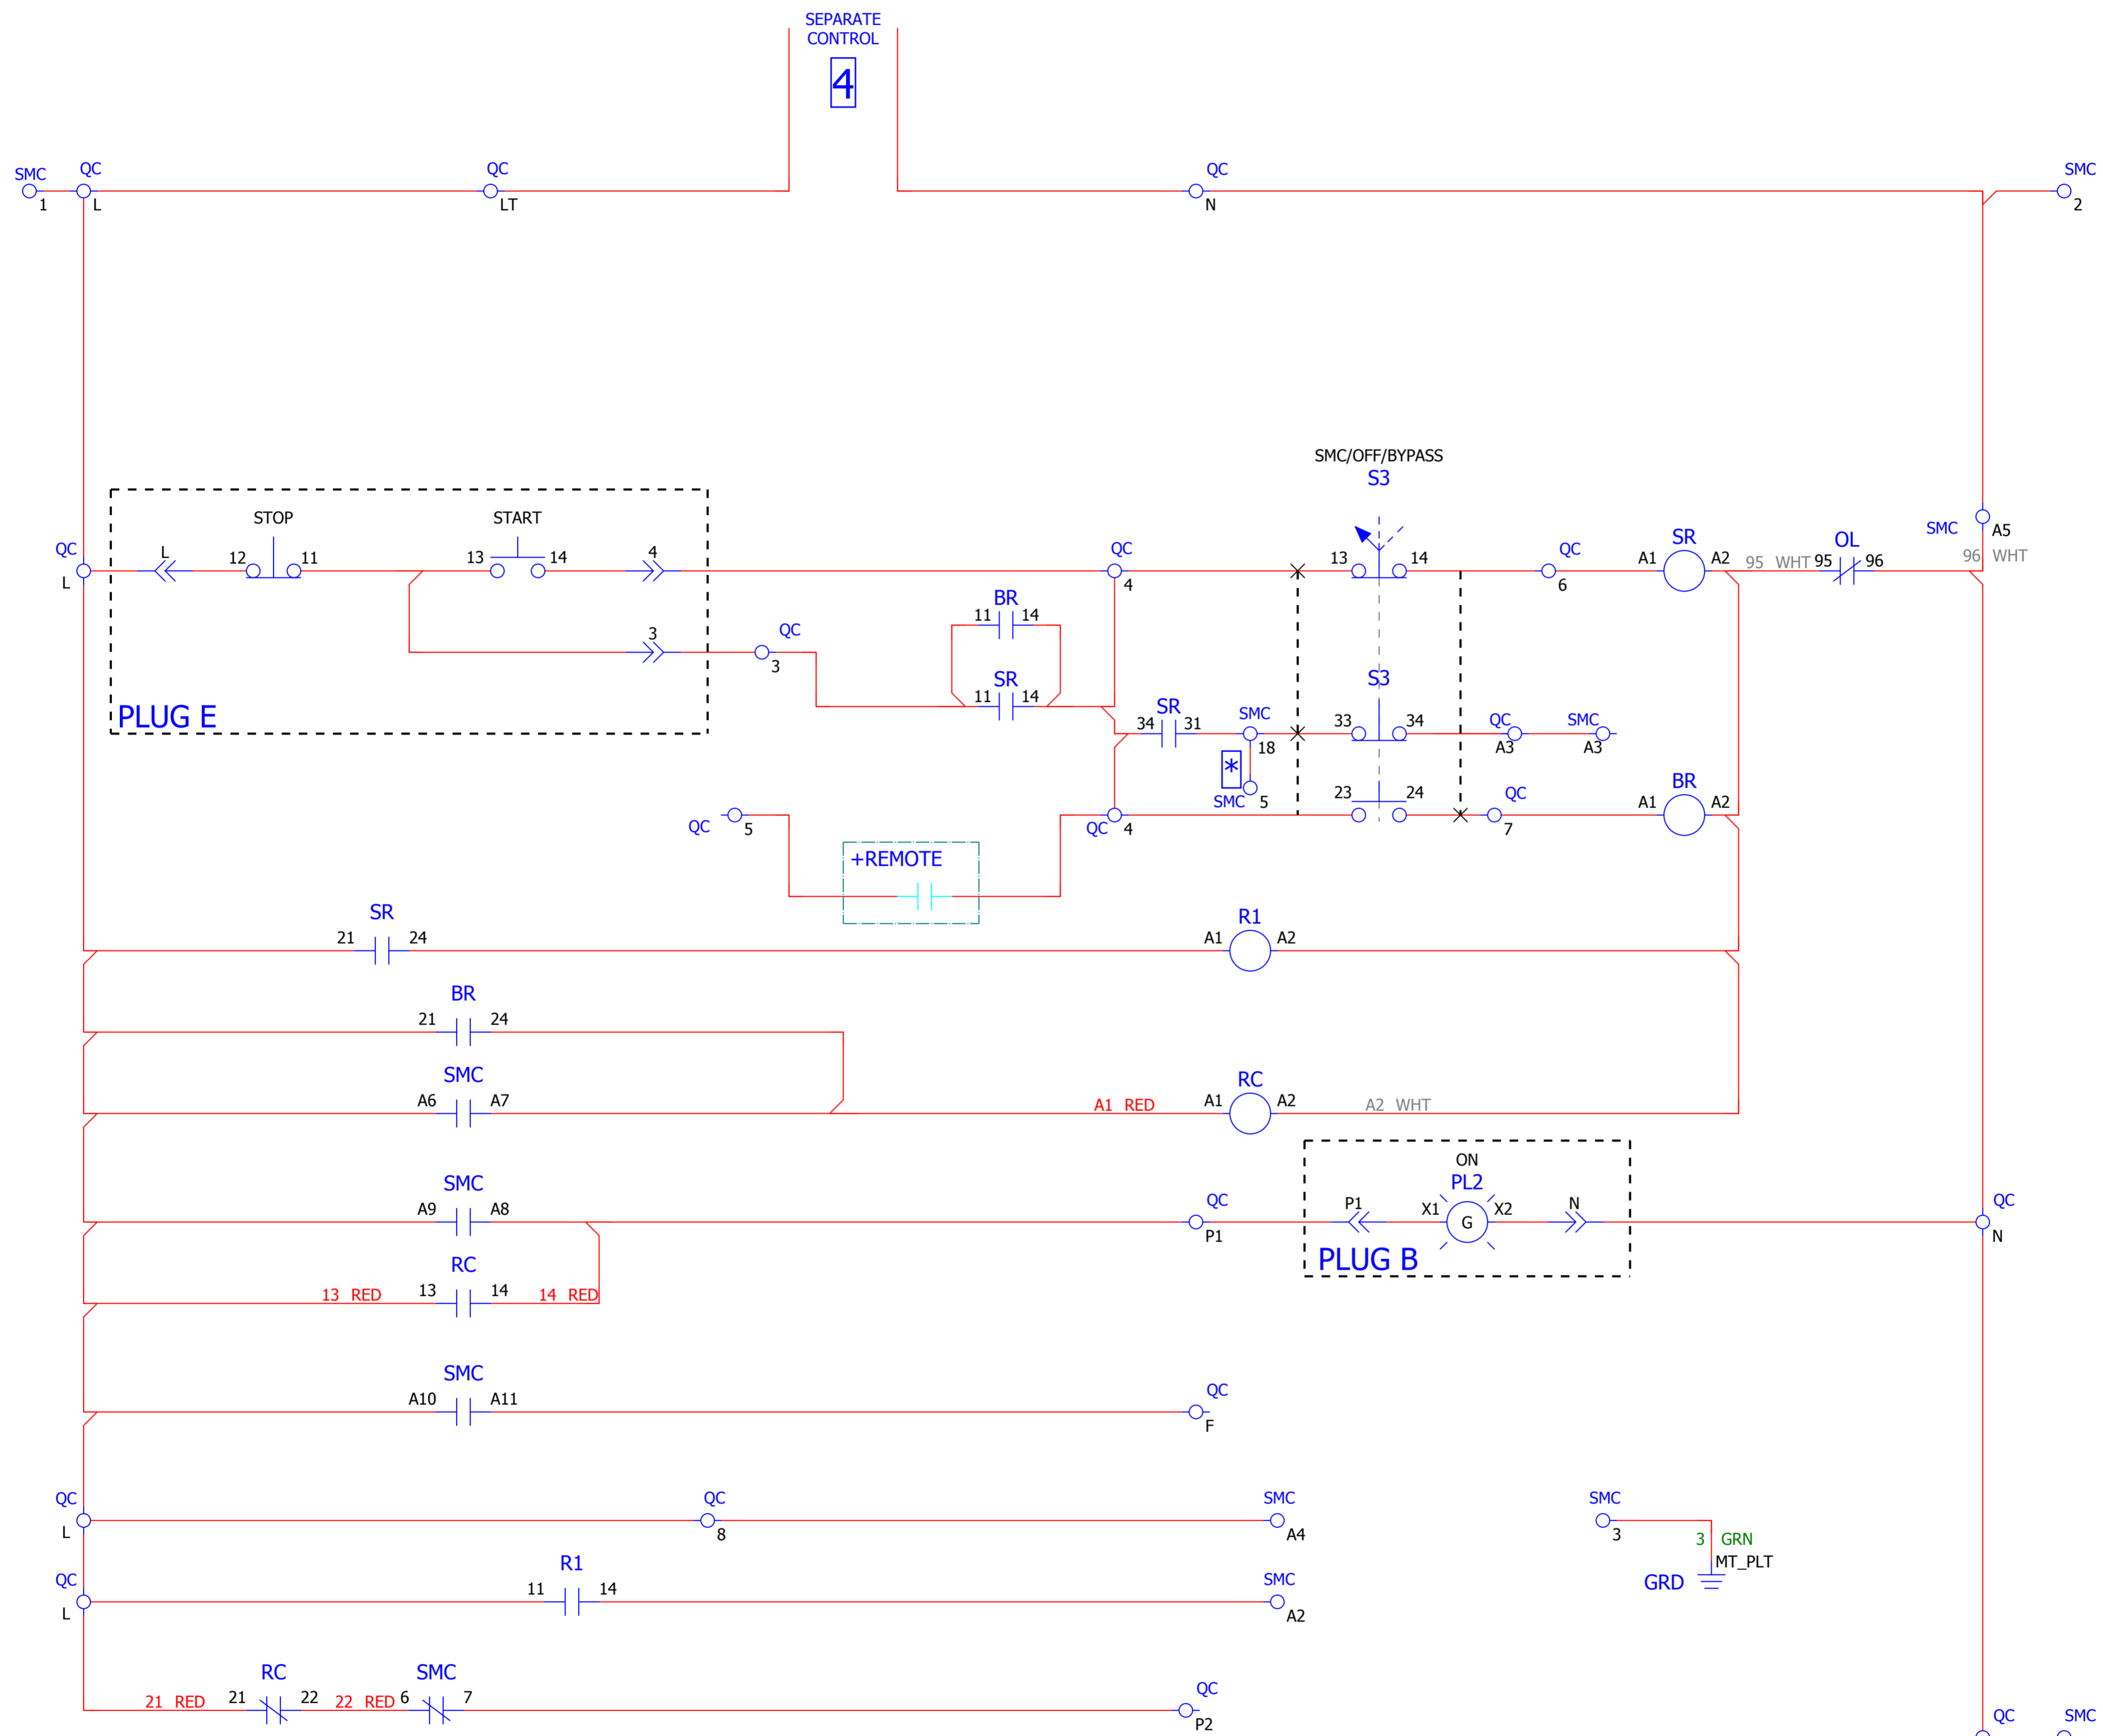 SEPARATE
CONTROL
4
SMC QC QC QC SMC
1 L LT N 2
SMC/OFF/BYPASS
S3
STOP START
QC L 12 11 13 14 4 QC 13 14 QC SR SMC A5
L 4 6 A1 A2 95 WHT 95 OL 96 96 WHT
BR
11 14
3 QC
3
SR
11 14
S3
SR
34 31 SMC 33 34 QC SMC
18 A3 A3
PLUG E
*
SMC 5
23 24 QC BR
A1 A2
QC 5 QC 4 7
+REMOTE
SR R1
21 24 A1 A2
BR
21 24
SMC RC
A6 A7 A1 RED A1 A2 A2 WHT
ON
PL2
SMC QC P1 X1 G X2 N QC
A9 A8 P1 N
PLUG B
RC
13 RED 13 14 14 RED
SMC QC
A10 A11 F
QC QC SMC SMC
L 8 A4 3
3 GRN
MT_PLT
GRD
QC R1 SMC
L 11 14 A2
RC SMC QC QC SMC
21 RED 21 22 22 RED 6 7 P2